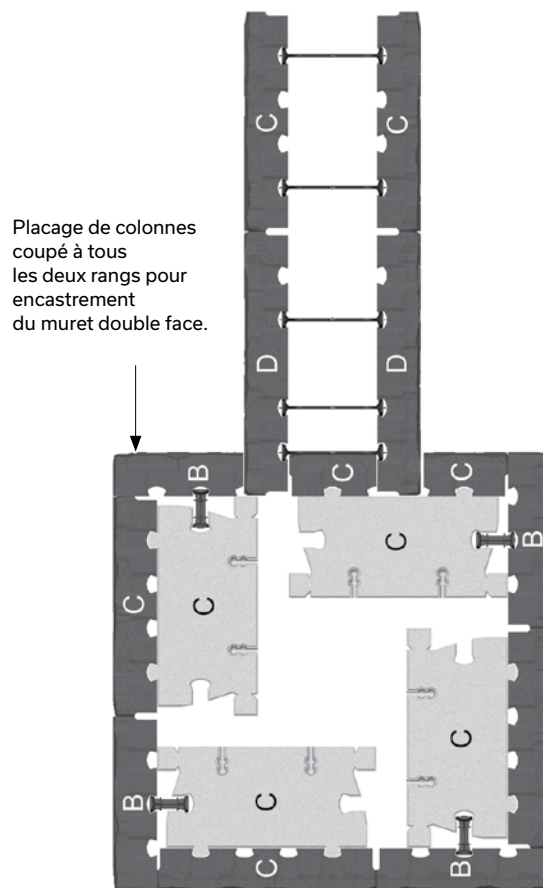 Placage de colonnes
coupé à tous
les deux rangs pour
encastrement
du muret double face.
C
C
D
D
B
C
C
C
B
C
C
C
B
C
C
B